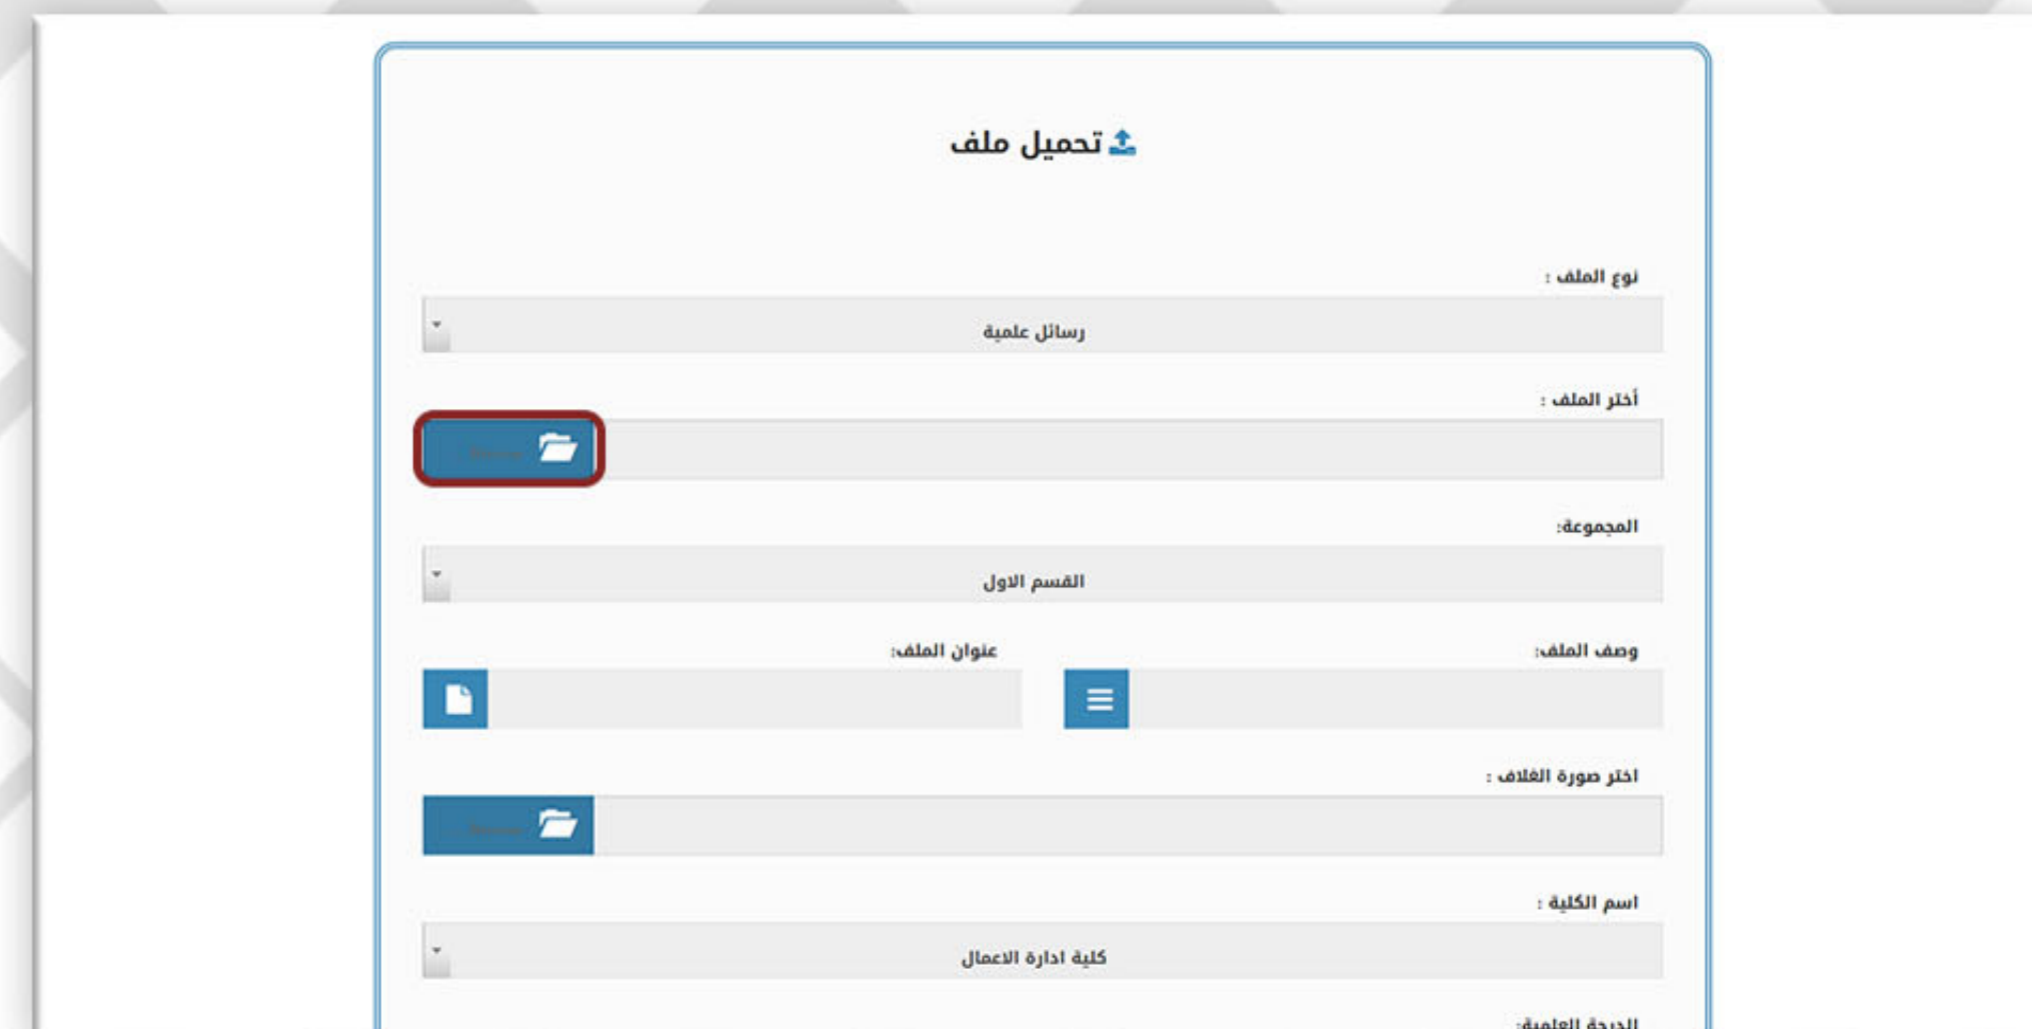 تحميل ملف
نوع الملف :
رسائل علمية
أختر الملف :
المجموعة:
القسم الاول
وصف الملف:
عنوان الملف:
اختر صورة الغلاف :
اسم الكلية :
كلية ادارة الاعمال
الدرجة العلمية: